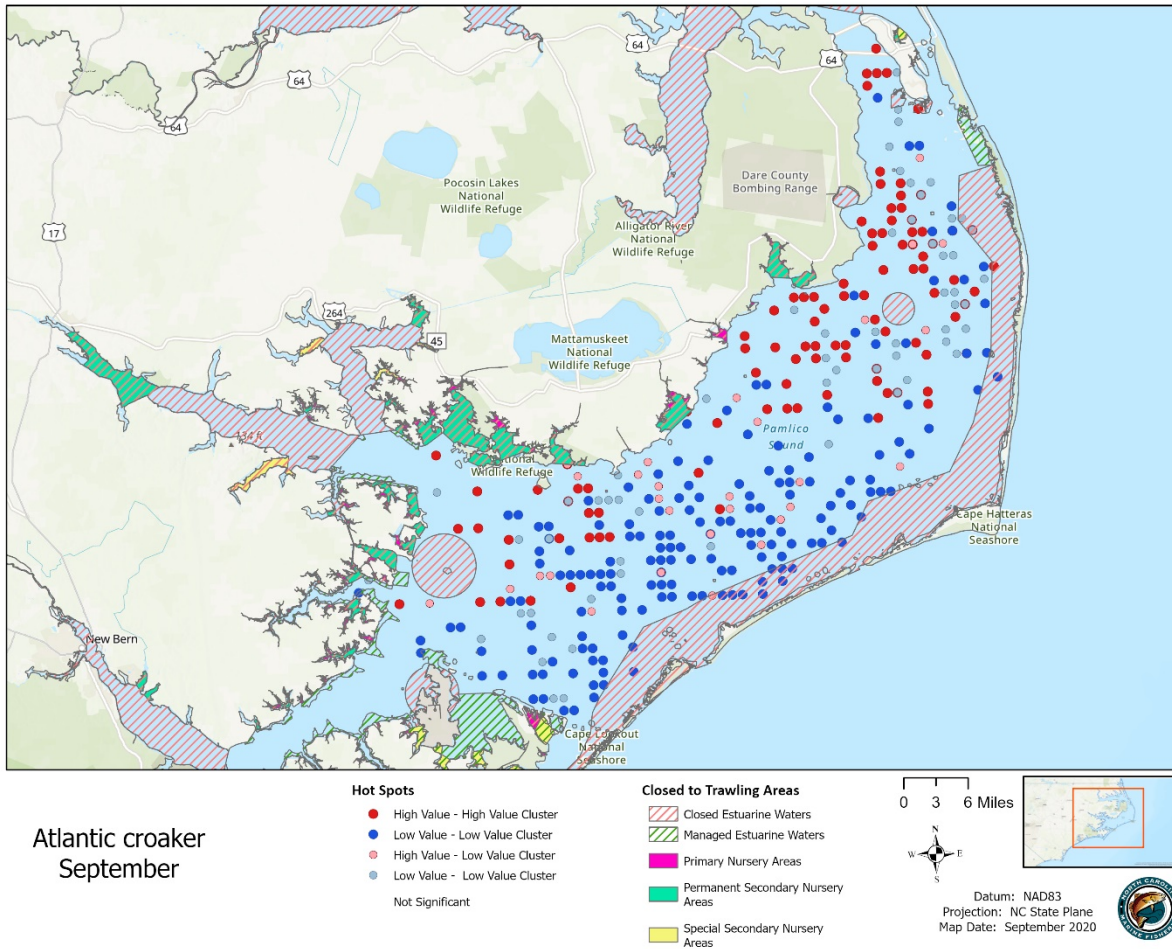 64
64
64
64
Dare County
Bombing Range
Pocosin Lakes
National
Wildlife Refuge
17
Alligator River
National
Wildlife Refuge
264
45
Mattamuskeet
National
Wildlife Refuge
Pamlico
Sound
National
Wildlife Refuge
Cape Hatteras
National
Seashore
New Bern
Cape Lookout
National
Seashore
Atlantic croaker
September
Hot Spots
High Value - High Value Cluster
Low Value - Low Value Cluster
High Value - Low Value Cluster
Low Value - Low Value Cluster
Not Significant
Closed to Trawling Areas
Closed Estuarine Waters
Managed Estuarine Waters
Primary Nursery Areas
Permanent Secondary Nursery
Areas
Special Secondary Nursery
Areas
0 3 6 Miles
N
W E
S
Datum: NAD83
Projection: NC State Plane
Map Date: September 2020
NORTH CAROLINA
MARINE FISHERIES